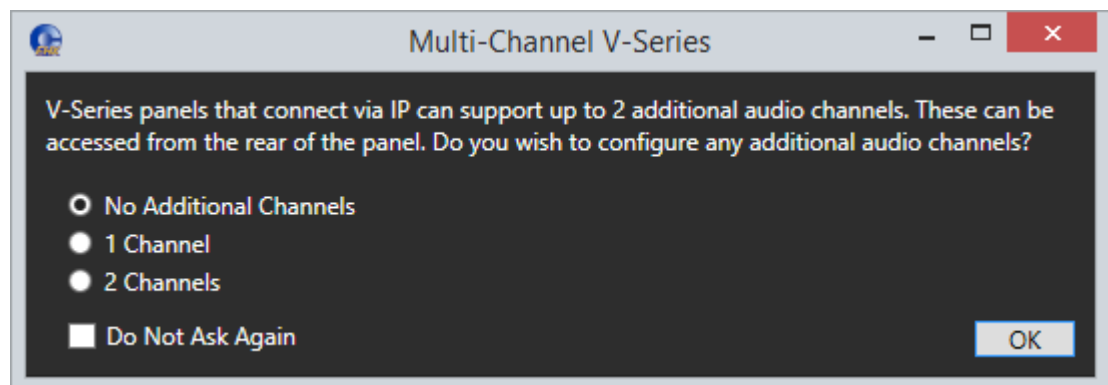 Multi-Channel V-Series
V-Series panels that connect via IP can support up to 2 additional audio channels. These can be
accessed from the rear of the panel. Do you wish to configure any additional audio channels?
No Additional Channels
1 Channel
2 Channels
Do Not Ask Again
OK